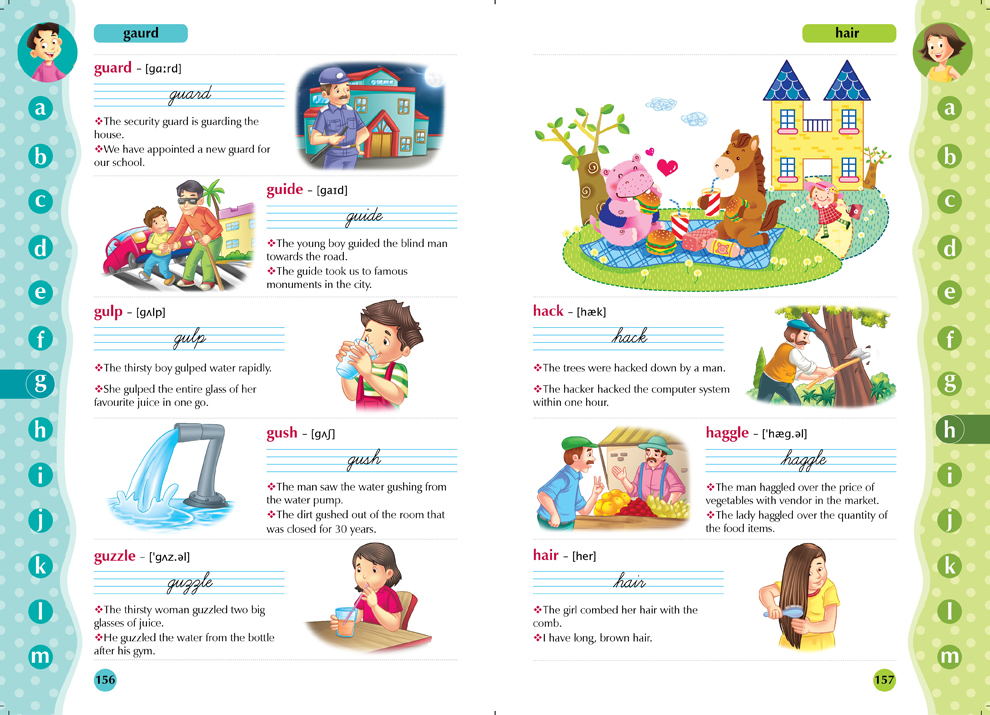 gaurd
guard – [gɑːrd]
guard
❖The security guard is guarding the
house.
❖We have appointed a new guard for
our school.
guide – [gaɪd]
guide
❖The young boy guided the blind man
towards the road.
❖The guide took us to famous
monuments in the city.
gulp – [gʌlp]
gulp
❖The thirsty boy gulped water rapidly.
❖She gulped the entire glass of her
favourite juice in one go.
gush – [gʌʃ]
gush
❖The man saw the water gushing from
the water pump.
❖The dirt gushed out of the room that
was closed for 30 years.
guzzle – ['gʌz.əl]
guzzle
❖The thirsty woman guzzled two big
glasses of juice.
❖He guzzled the water from the bottle
after his gym.
156
a
b
c
d
e
f
g
h
i
j
k
l
m
hair
hack – [hæk]
hack
❖The trees were hacked down by a man.
❖The hacker hacked the computer system
within one hour.
haggle – ['hæg.əl]
haggle
❖The man haggled over the price of
vegetables with vendor in the market.
❖The lady haggled over the quantity of
the food items.
hair – [her]
hair
❖The girl combed her hair with the
comb.
❖I have long, brown hair.
157
a
b
c
d
e
f
g
h
i
j
k
l
m